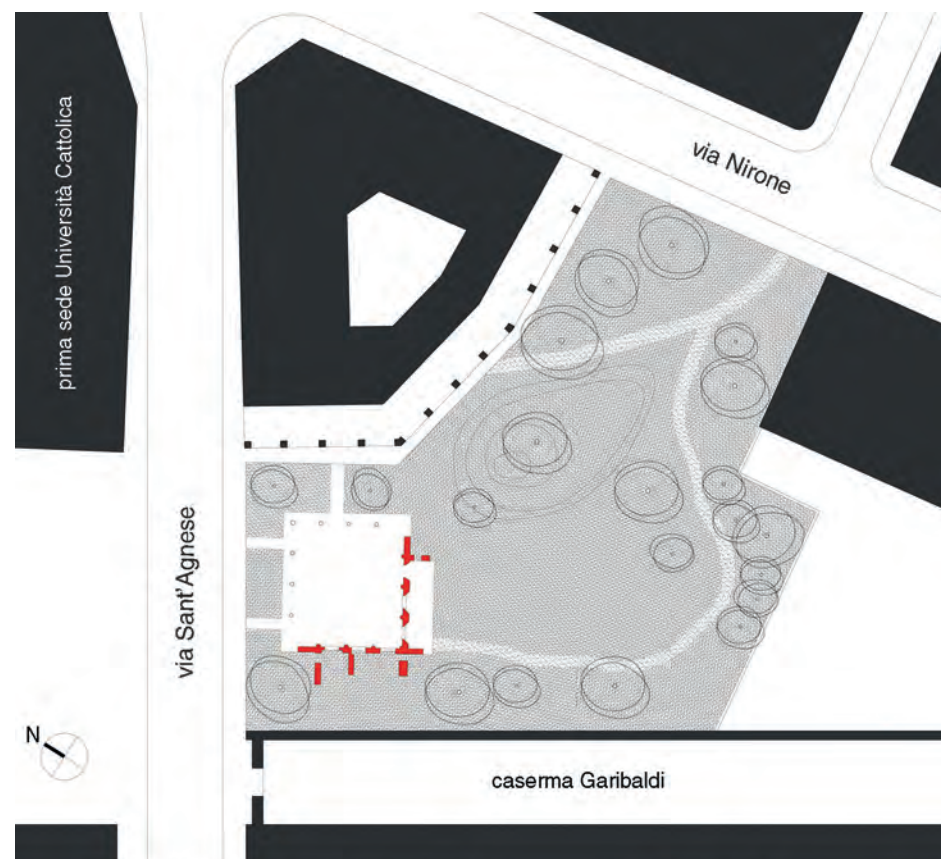 prima sede Università Cattolica
via Nirone
via Sant'Agnese
N
caserma Garibaldi